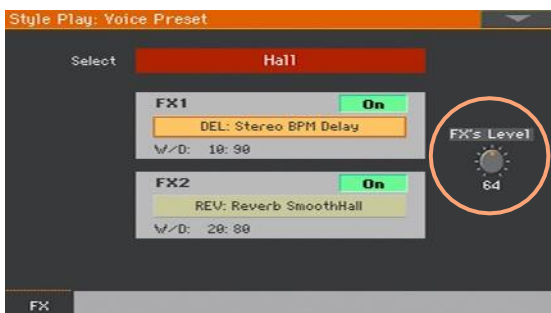 Style Play: Voice Preset
Select Hall
FX1 On
DEL: Stereo BPM Delay
W/D: 10:90
FX's Level
64
FX2 On
REV: Reverb SmoothHall
W/D: 20:80
FX